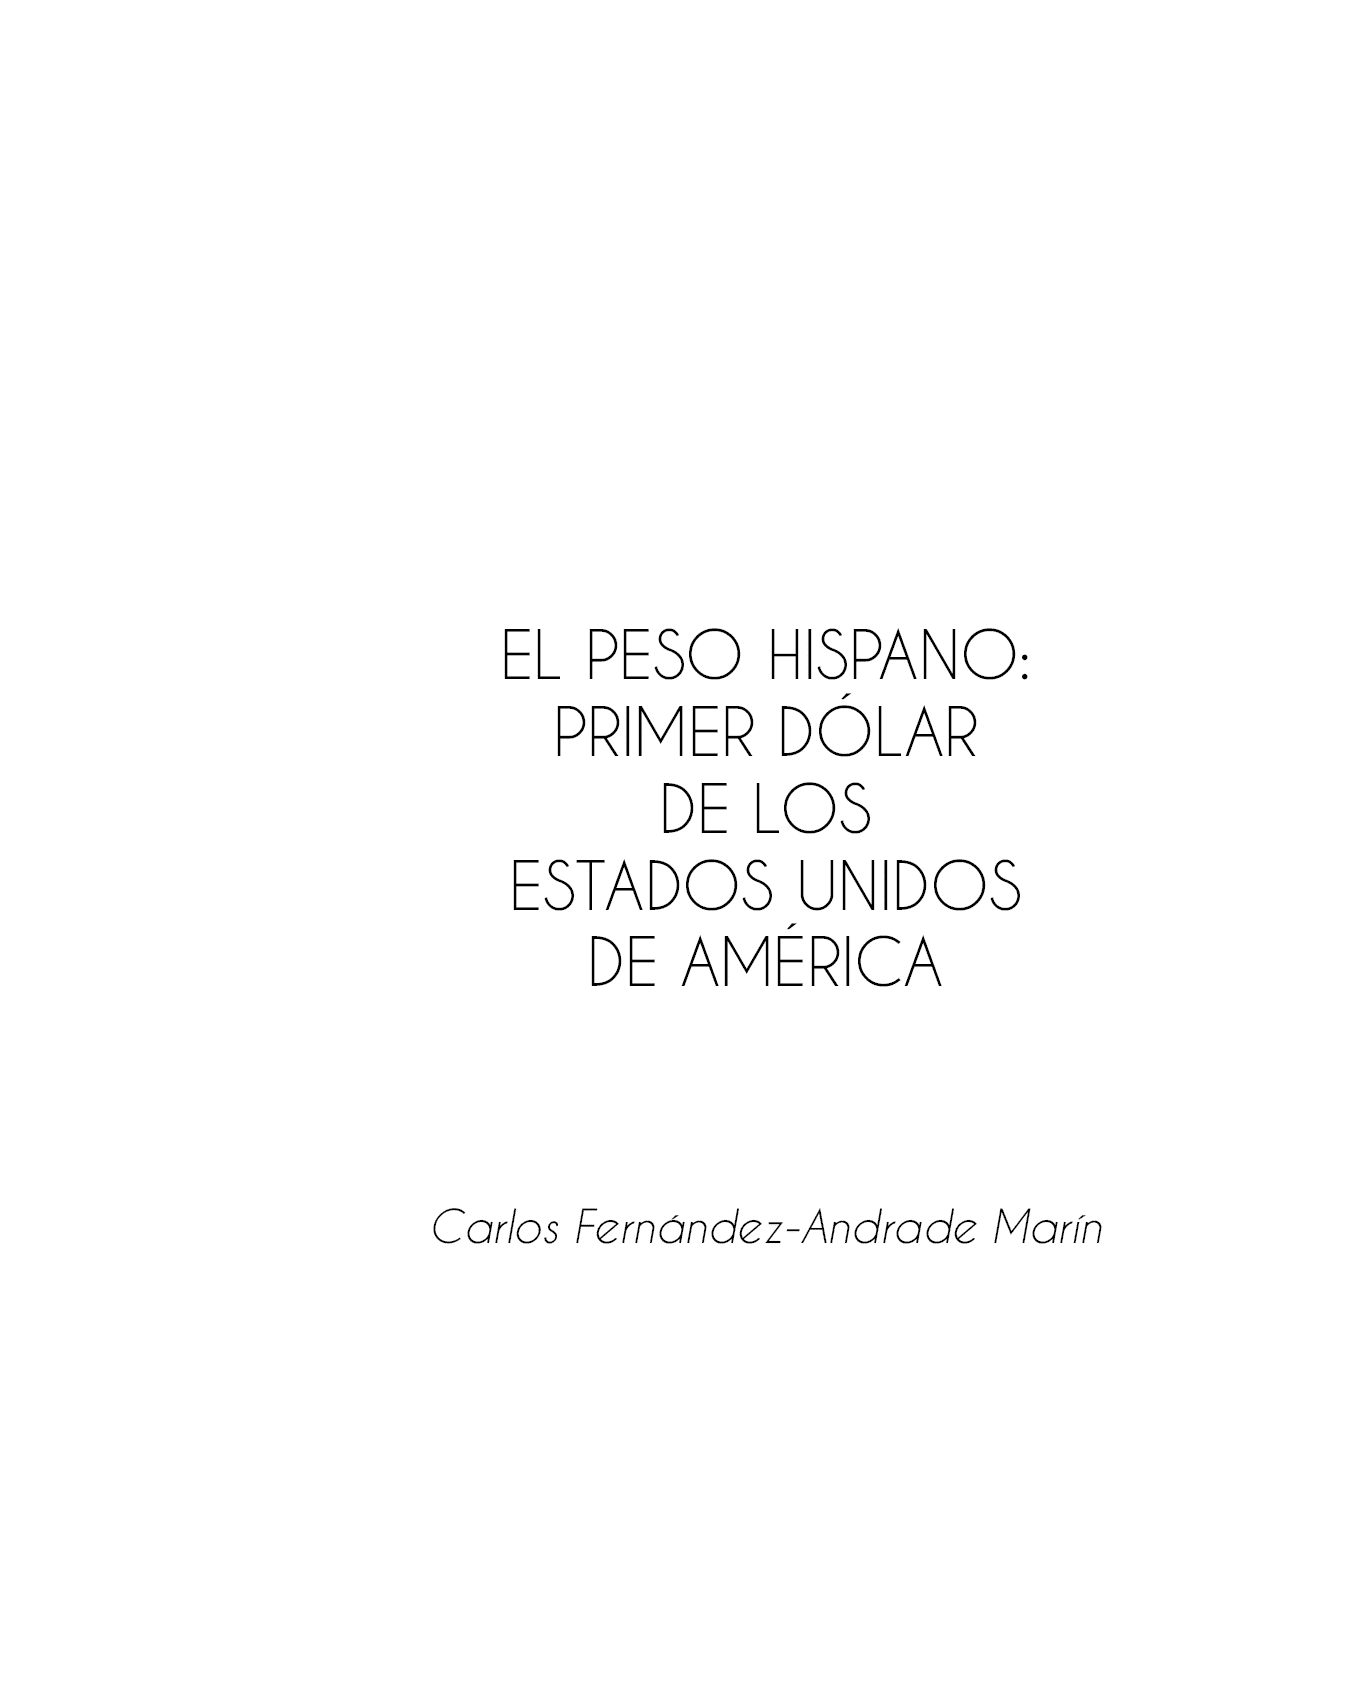 EL PESO HISPANO:
PRIMER DÓLAR
DE LOS
ESTADOS UNIDOS
DE AMÉRICA
Carlos Fernández-Andrade Marín